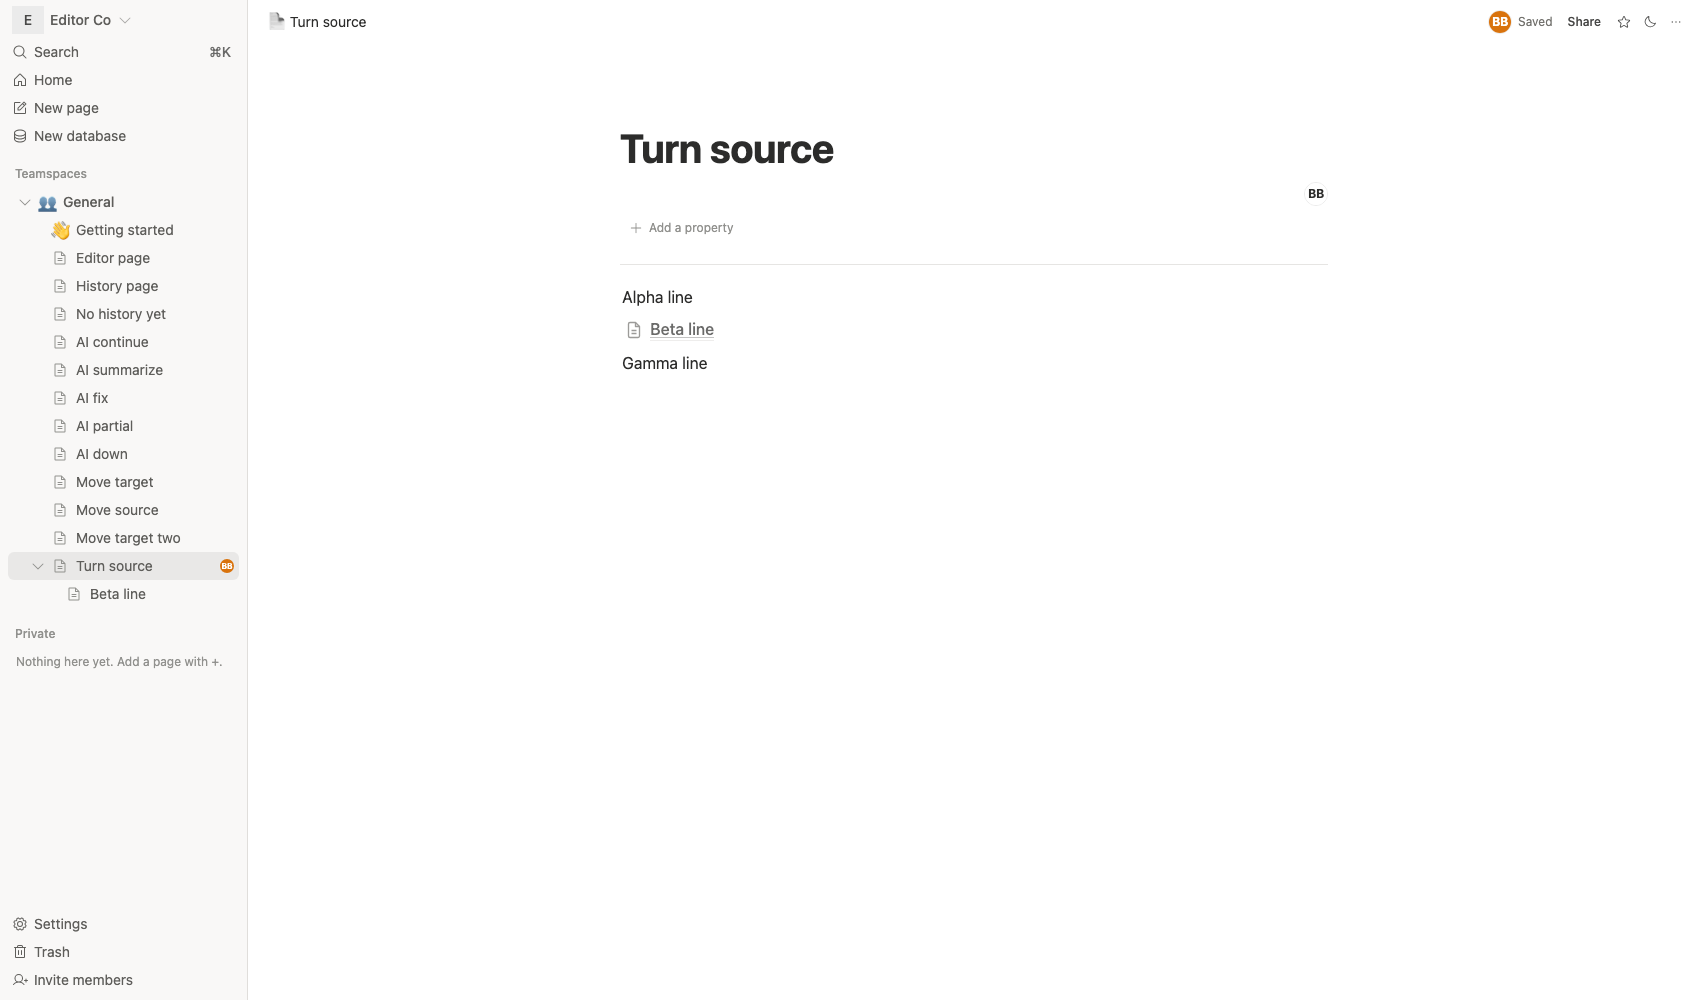 E Editor Co
Search ⌘K
Home
New page
New database
Teamspaces
General
Getting started
Editor page
History page
No history yet
AI continue
AI summarize
AI fix
AI partial
AI down
Move target
Move source
Move target two
Turn source BB
Beta line
Private
Nothing here yet. Add a page with +.
Settings
Trash
Invite members
Turn source
BB Saved Share
Turn source
BB
Add a property
Alpha line
Beta line
Gamma line